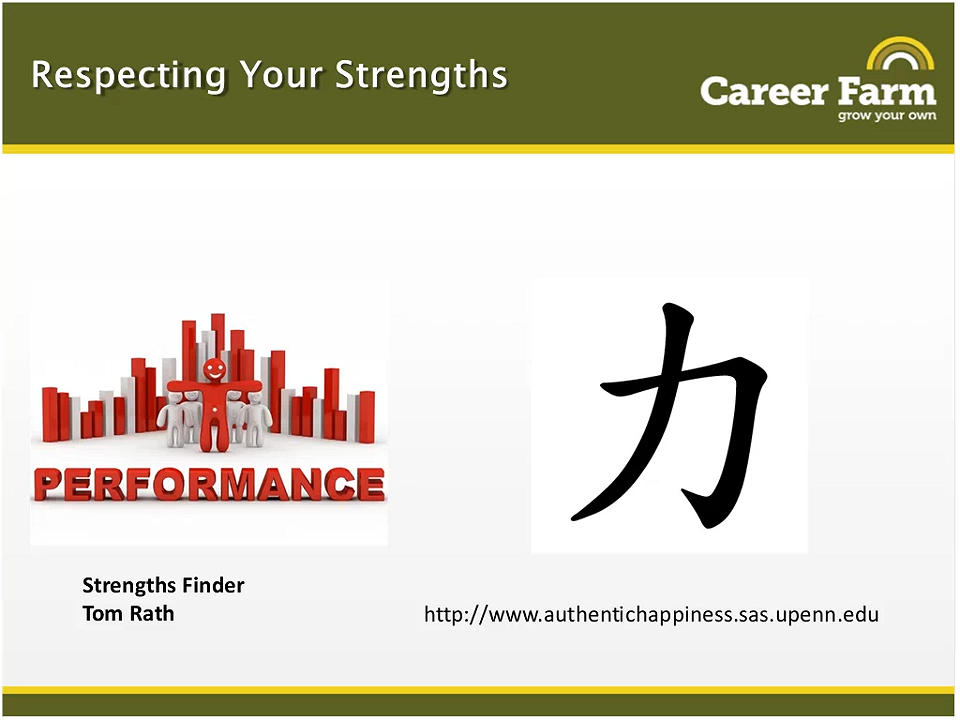 Respecting Your Strengths
Career Farm
grow your own
PERFORMANCE
力
Strengths Finder
Tom Rath
http://www.authentichappiness.sas.upenn.edu